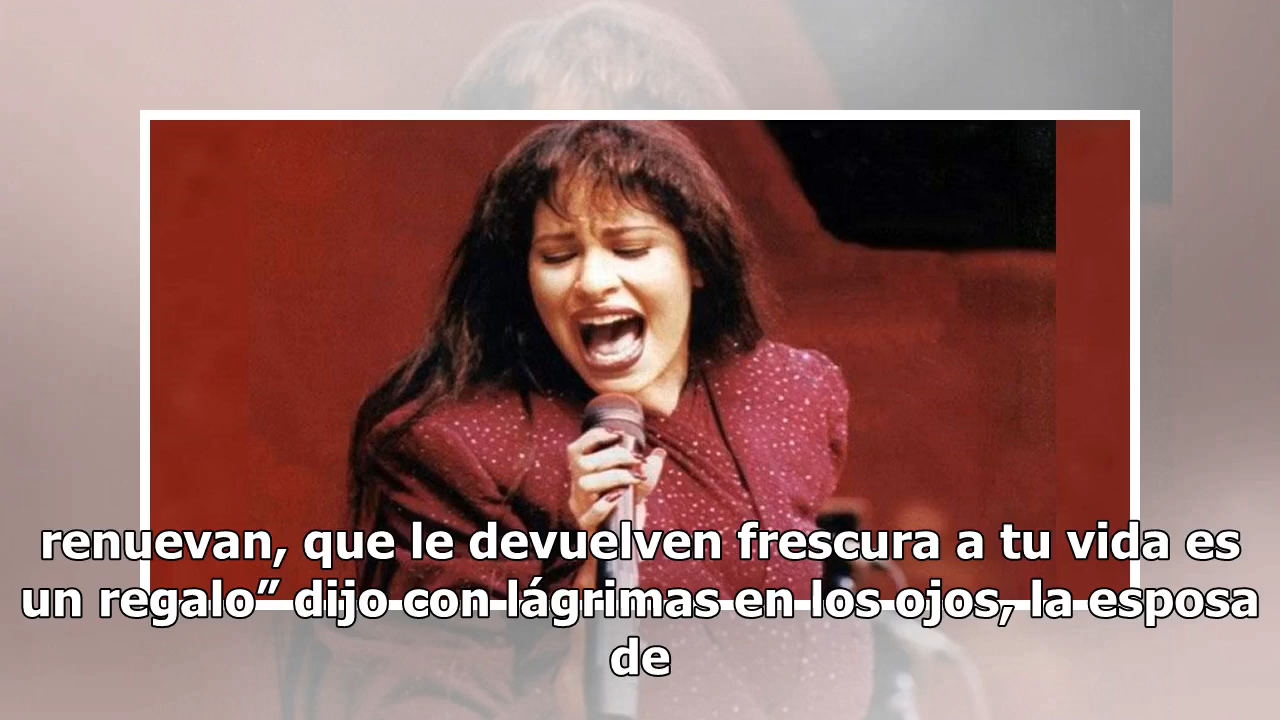 renuevan, que le devuelven frescura a tu vida es
un regalo” dijo con lágrimas en los ojos, la esposa
de